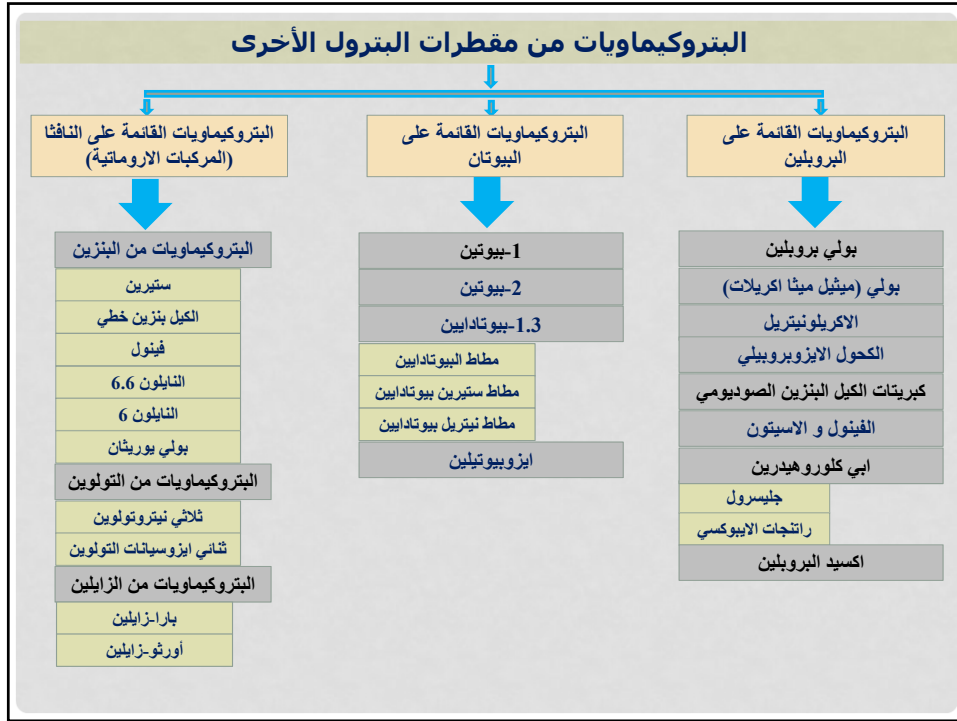 البتروكيماويات من مقطرات البترول الأخرى
البتروكيماويات القائمة على
البروبلين
بولي بروبلين
بولي (ميثيل ميثا اكريلات)
الاكريلونيتريل
الكحول الايزوبروبيلي
كبريتات الكيل البنزين الصوديومي
الفينول و الاسيتون
ابي كلوروهيدرين
جليسرول
راتنجات الايبوكسي
اكسيد البروبلين
البتروكيماويات القائمة على
البيوتان
1-بيوتين
2-بيوتين
1.3-بيوتادايين
مطاط البيوتادايين
مطاط ستيرين بيوتادايين
مطاط نيتريل بيوتادايين
ايزوبيوتيلين
البتروكيماويات القائمة على النافثا
(المركبات الاروماتية)
البتروكيماويات من البنزين
ستيرين
الكيل بنزين خطي
فينول
النايلون 6.6
النايلون 6
بولي يوريثان
البتروكيماويات من التولوين
ثلاثي نيتروتولوين
ثنائي ايزوسيانات التولوين
البتروكيماويات من الزايلين
بارا-زايلين
أورثو-زايلين